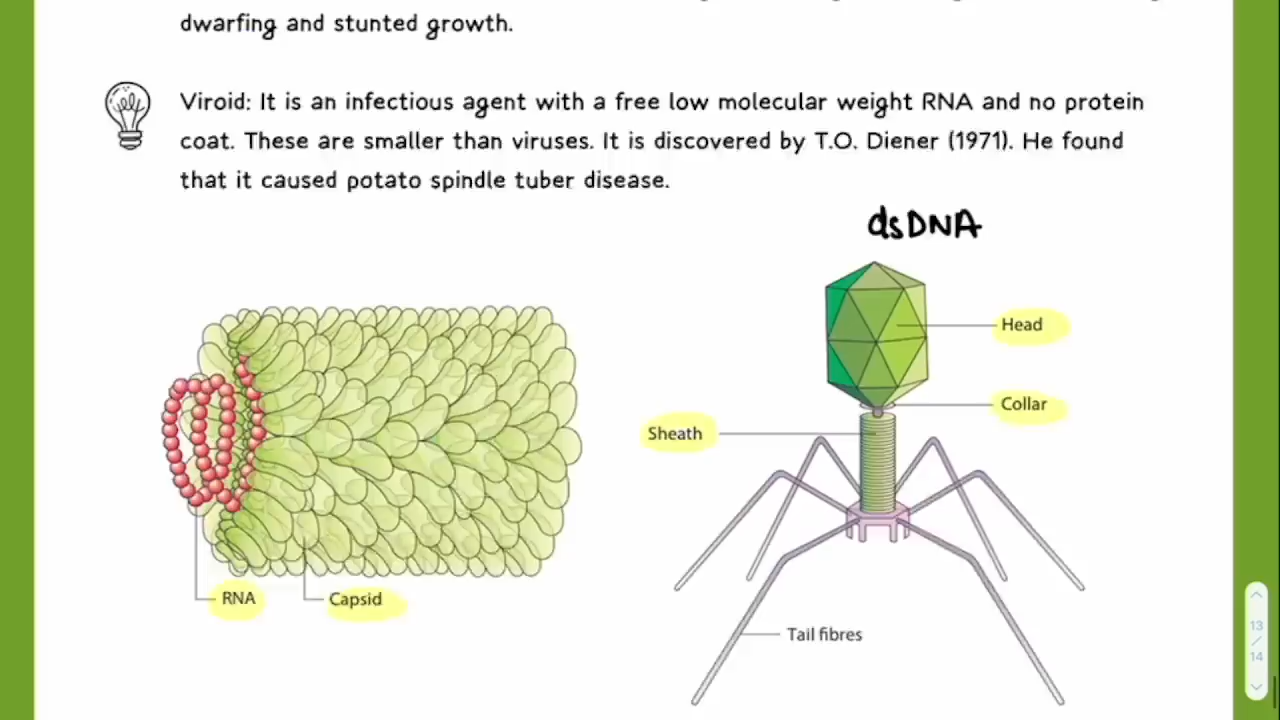 dwarfing and stunted growth.
Viroid: It is an infectious agent with a free low molecular weight RNA and no protein
coat. These are smaller than viruses. It is discovered by T.O. Diener (1971). He found
that it caused potato spindle tuber disease.
dsDNA
Head
Collar
Sheath
RNA
Capsid
Tail fibres
13
/
14